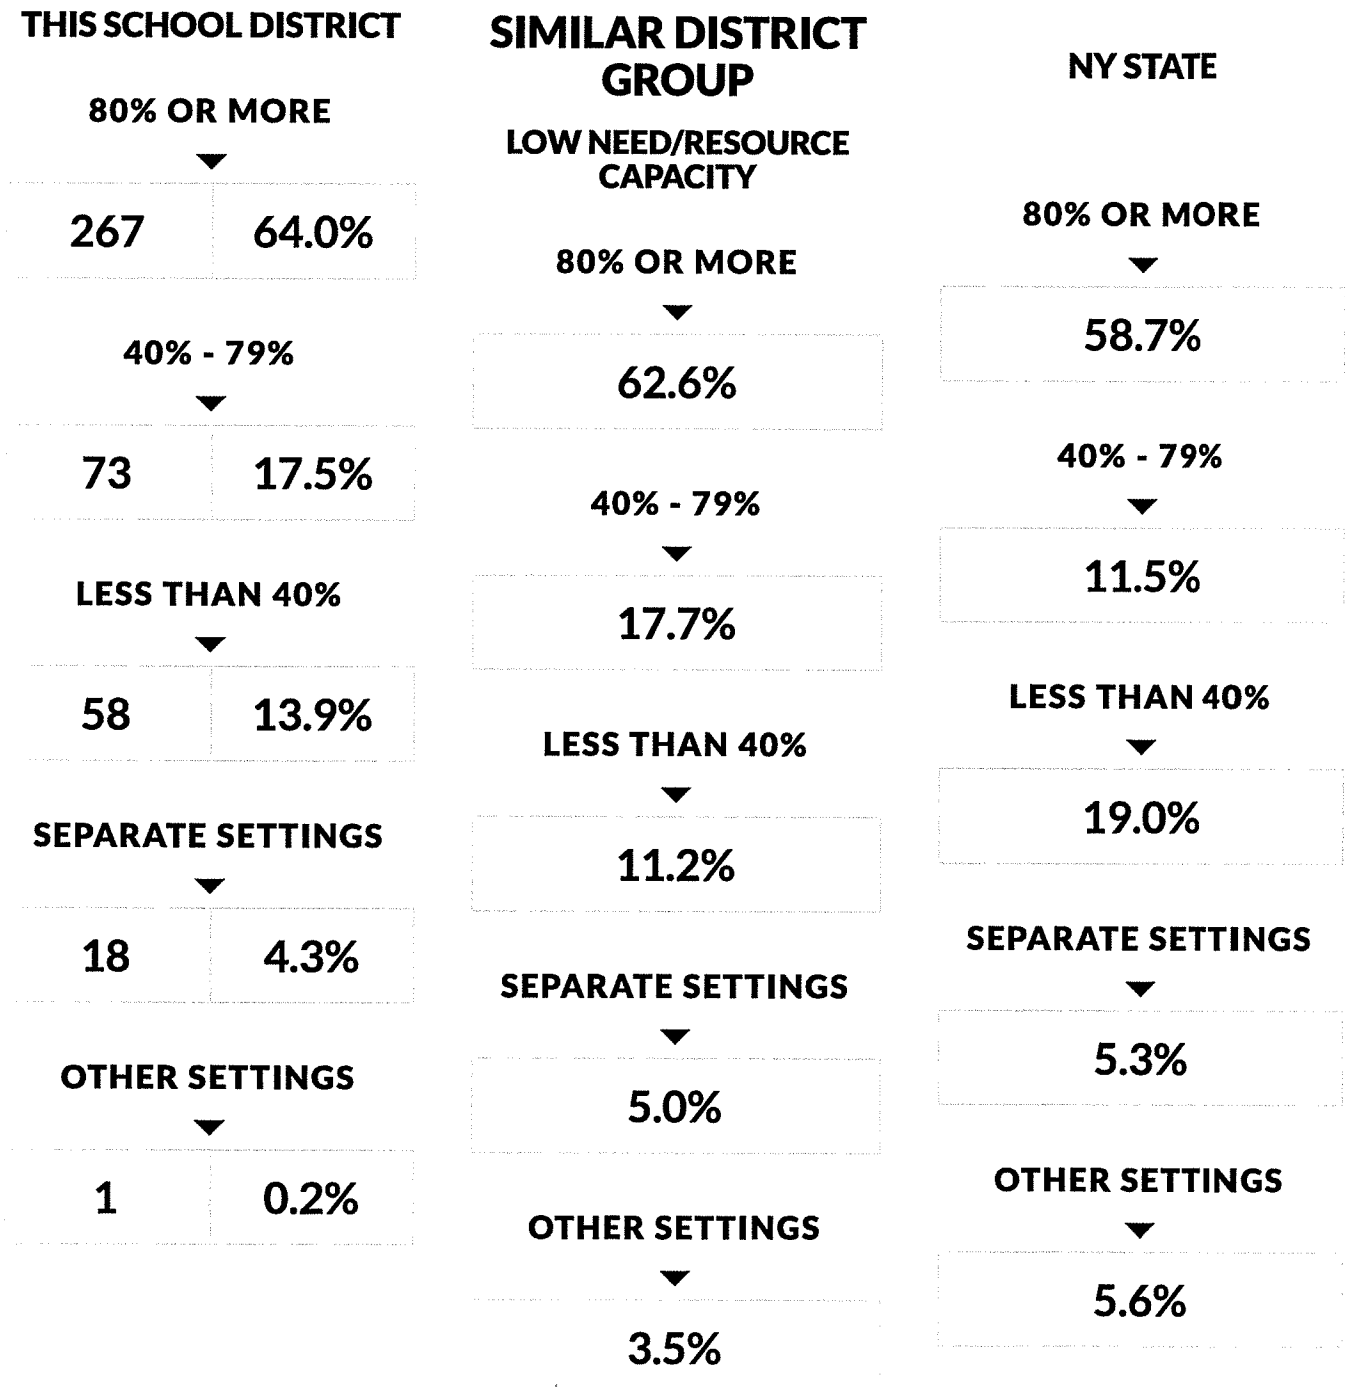 THIS SCHOOL DISTRICT
80% OR MORE
267 64.0%
40% - 79%
73 17.5%
LESS THAN 40%
58 13.9%
SEPARATE SETTINGS
18 4.3%
OTHER SETTINGS
1 0.2%
SIMILAR DISTRICT
GROUP
LOW NEED/RESOURCE
CAPACITY
80% OR MORE
62.6%
40% - 79%
17.7%
LESS THAN 40%
11.2%
SEPARATE SETTINGS
5.0%
OTHER SETTINGS
3.5%
NY STATE
80% OR MORE
58.7%
40% - 79%
11.5%
LESS THAN 40%
19.0%
SEPARATE SETTINGS
5.3%
OTHER SETTINGS
5.6%